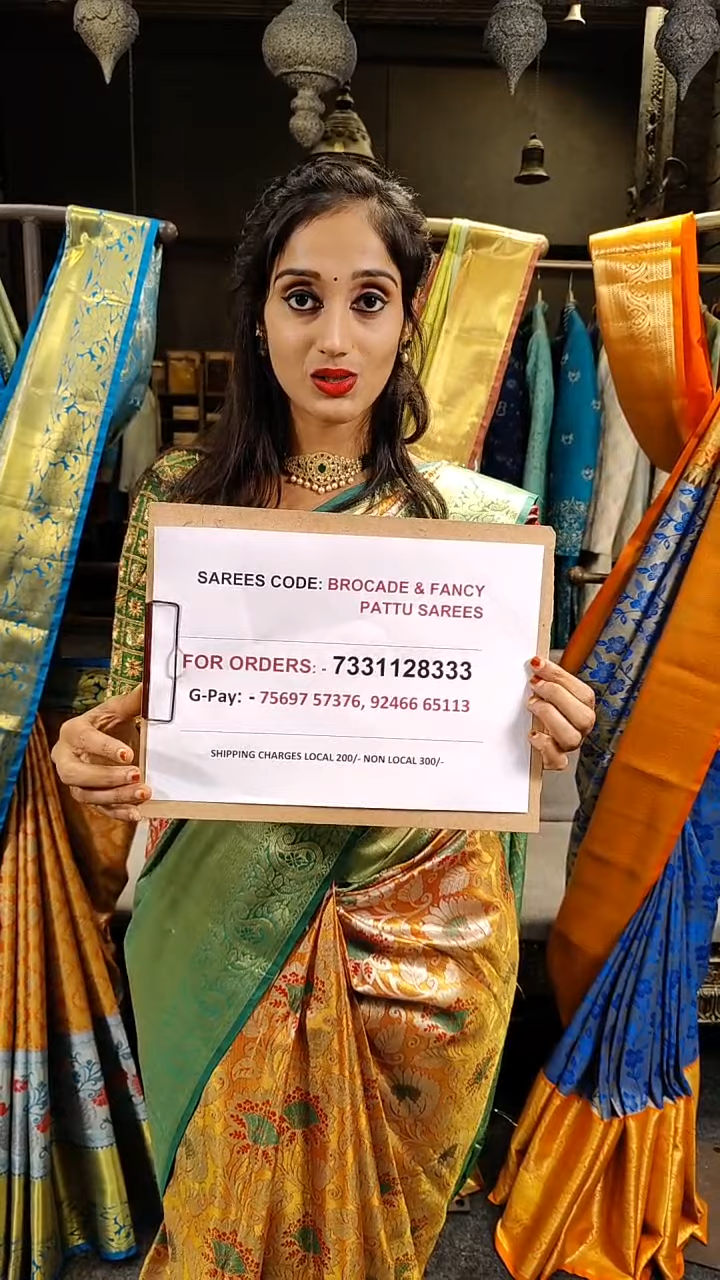 SAREES CODE: BROCADE & FANCY
PATTU SAREES
FOR ORDERS: - 7331128333
G-Pay: - 75697 57376, 92466 65113
SHIPPING CHARGES LOCAL 200/- NON LOCAL 300/-